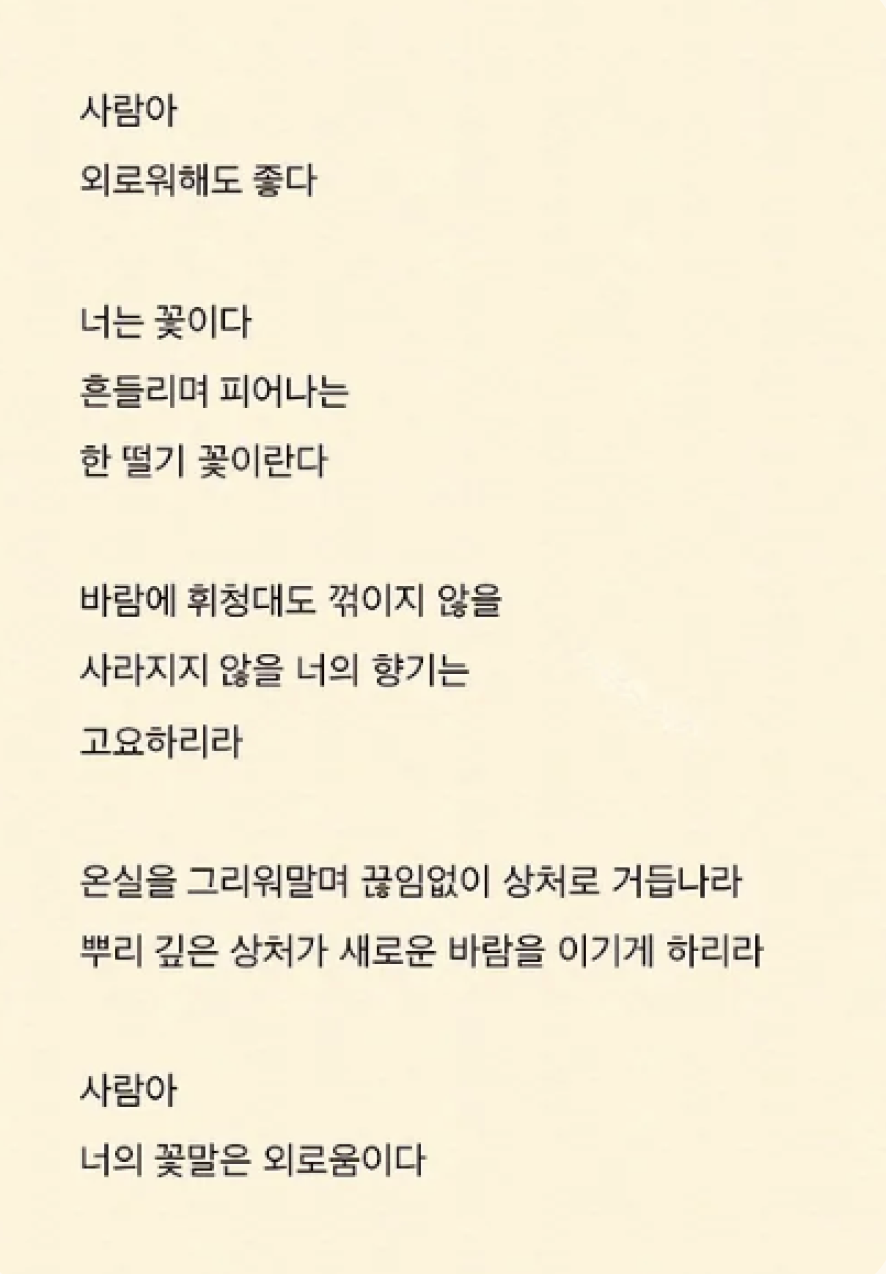 사람아
외로워해도 좋다
너는 꽃이다
흔들리며 피어나는
한 떨기 꽃이란다
바람에 휘청대도 꺾이지 않을
사라지지 않을 너의 향기는
고요하리라
온실을 그리워말며 끊임없이 상처로 거듭나라
뿌리 깊은 상처가 새로운 바람을 이기게 하리라
사람아
너의 꽃말은 외로움이다